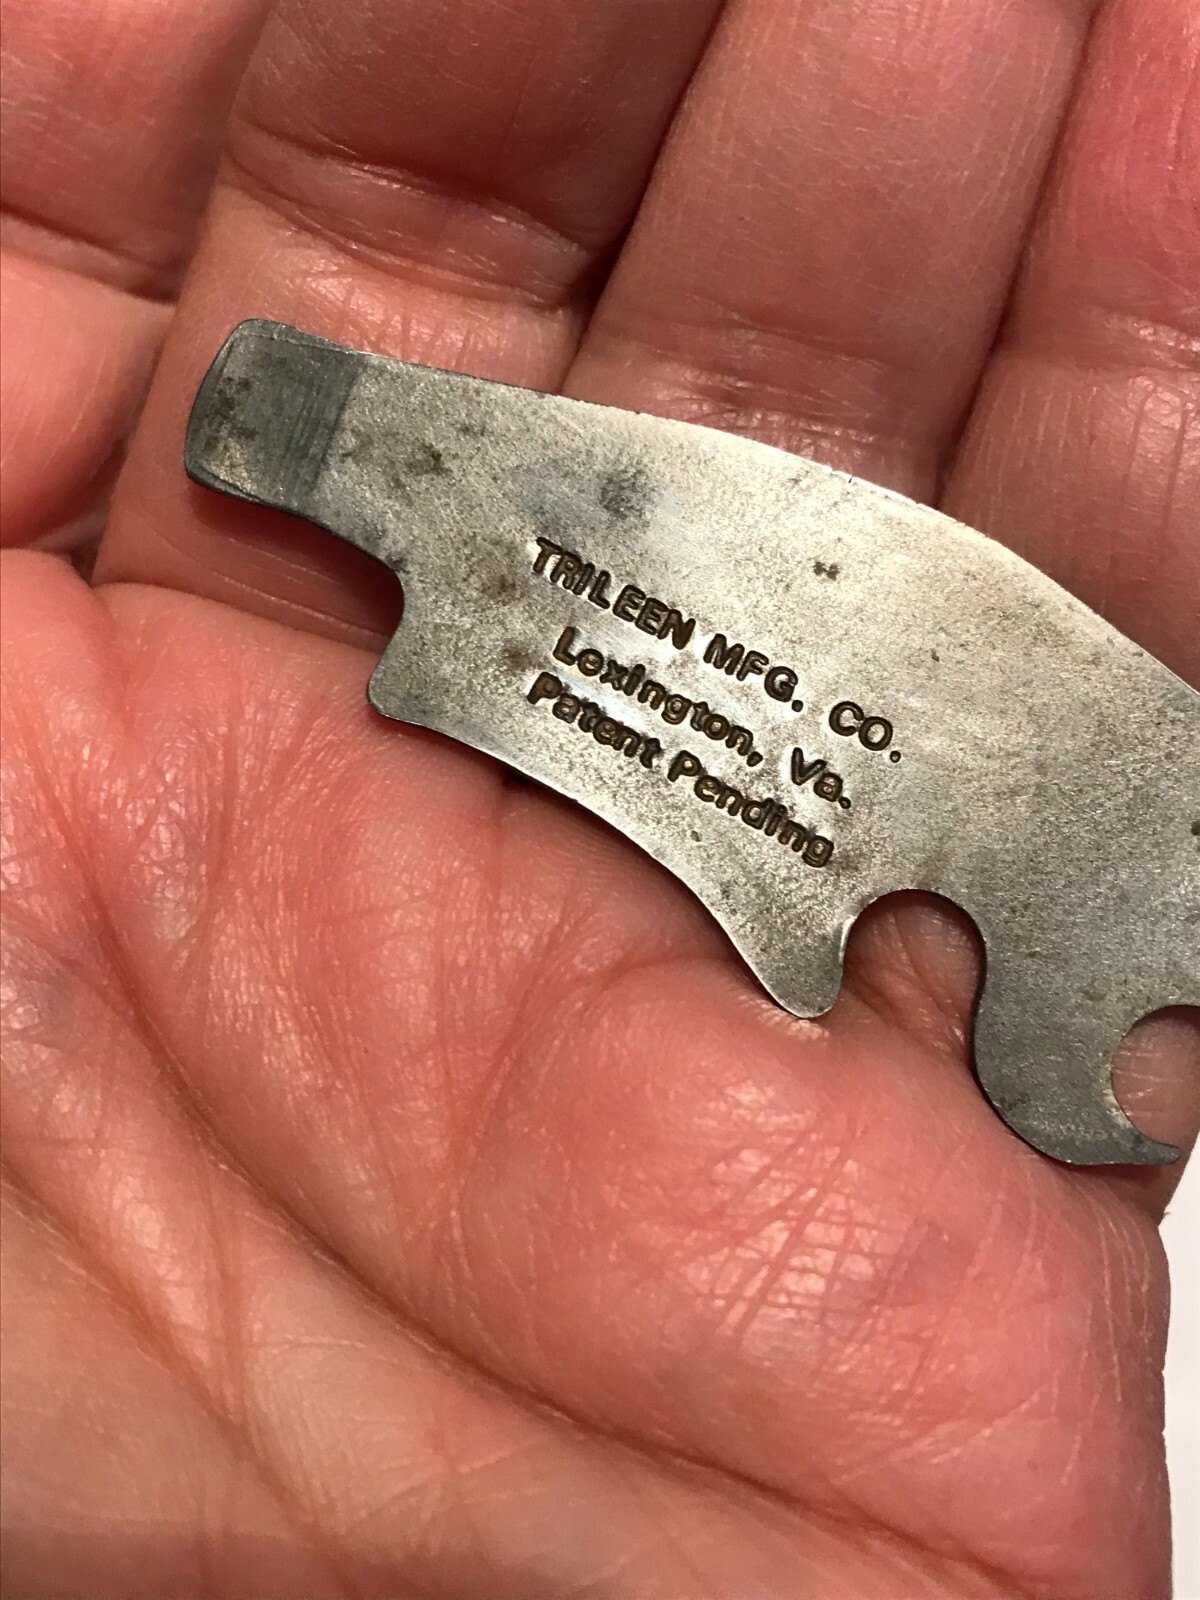 TRILEEN MFG. CO.
Lexington, Va.
Patent Pending